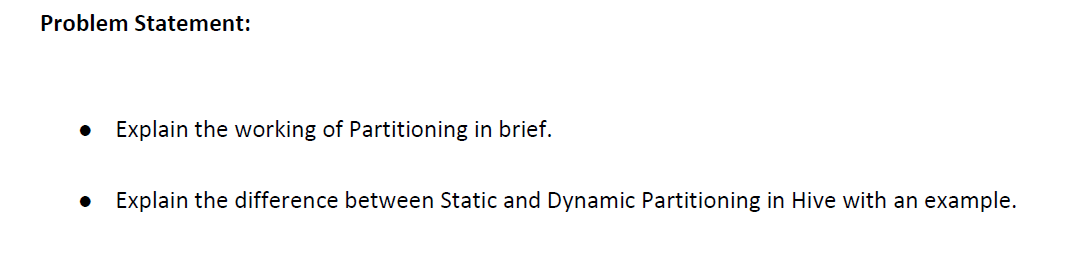 Problem Statement:
● Explain the working of Partitioning in brief.
● Explain the difference between Static and Dynamic Partitioning in Hive with an example.